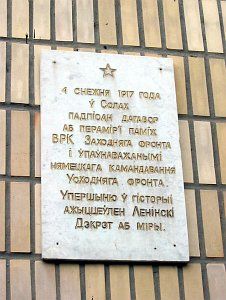 4 снежня 1917 года
ў Солах
падпісан дагавор
аб перамір'і паміж
ВРК Заходняга фронта
і ўпаўнаважанымі
нямецкага камандавання
Усходняга фронта.
Упершыню ў гісторыі
ажыццёўлен Ленінскі
Дэкрэт аб міры.